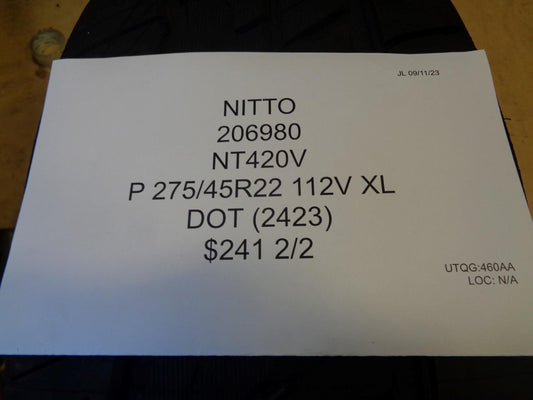 JL 09/11/23
NITTO
206980
NT420V
P 275/45R22 112V XL
DOT (2423)
$241 2/2
UTQG:460AA
LOC: N/A